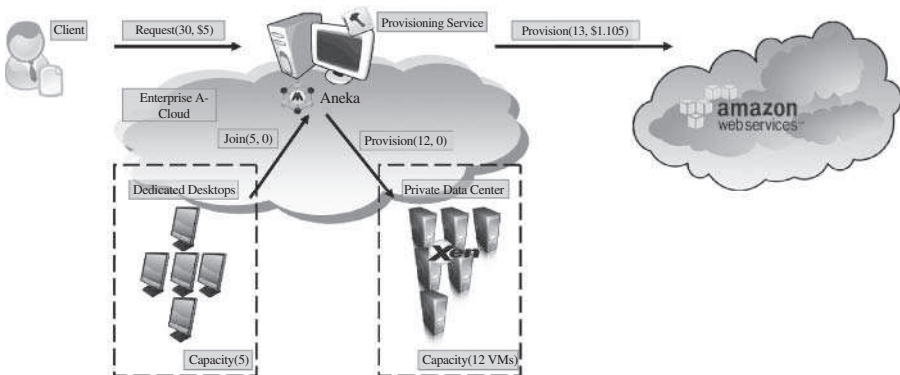 Client
Request(30, $5)
Provisioning Service
Provision(13, $1.105)
Enterprise A-
Cloud
Aneka
amazon
webservices™
Join(5, 0)
Provision(12, 0)
Dedicated Desktops
Private Data Center
Xen
Capacity(5)
Capacity(12 VMs)